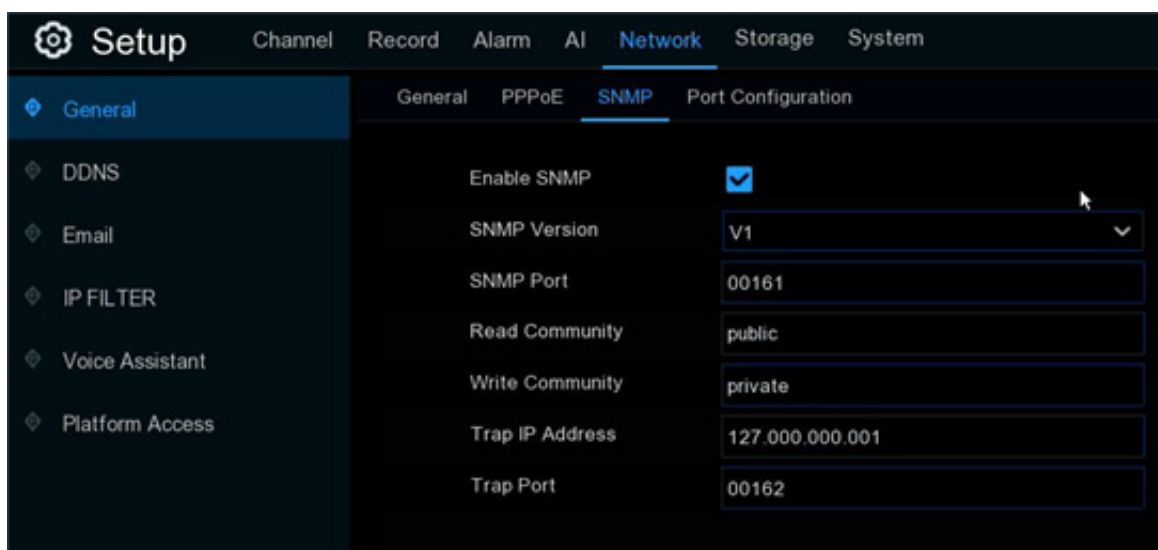 Setup Channel Record Alarm AI Network Storage System
General
DDNS
Email
IP FILTER
Voice Assistant
Platform Access
General PPPoE SNMP Port Configuration
Enable SNMP
SNMP Version V1
SNMP Port 00161
Read Community public
Write Community private
Trap IP Address 127.000.000.001
Trap Port 00162